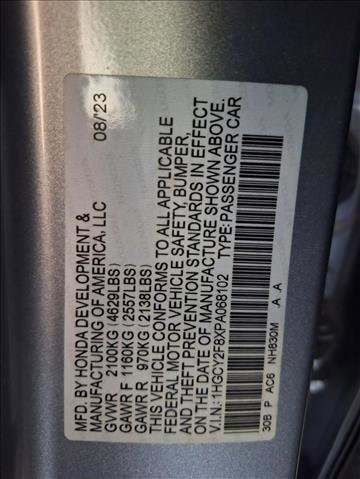 MFD. BY HONDA DEVELOPMENT &
MANUFACTURING OF AMERICA, LLC 08/'23
GVWR 2100KG (4629LBS)
GAWR F 1160KG (2557LBS)
GAWR R 970KG (2138LBS)
THIS VEHICLE CONFORMS TO ALL APPLICABLE
FEDERAL MOTOR VEHICLE SAFETY, BUMPER,
AND THEFT PREVENTION STANDARDS IN EFFECT
ON THE DATE OF MANUFACTURE SHOWN ABOVE.
V.I.N.:1HGCY2F8XPA068102 TYPE:PASSENGER CAR
30B P AC6 NH830M .A .A